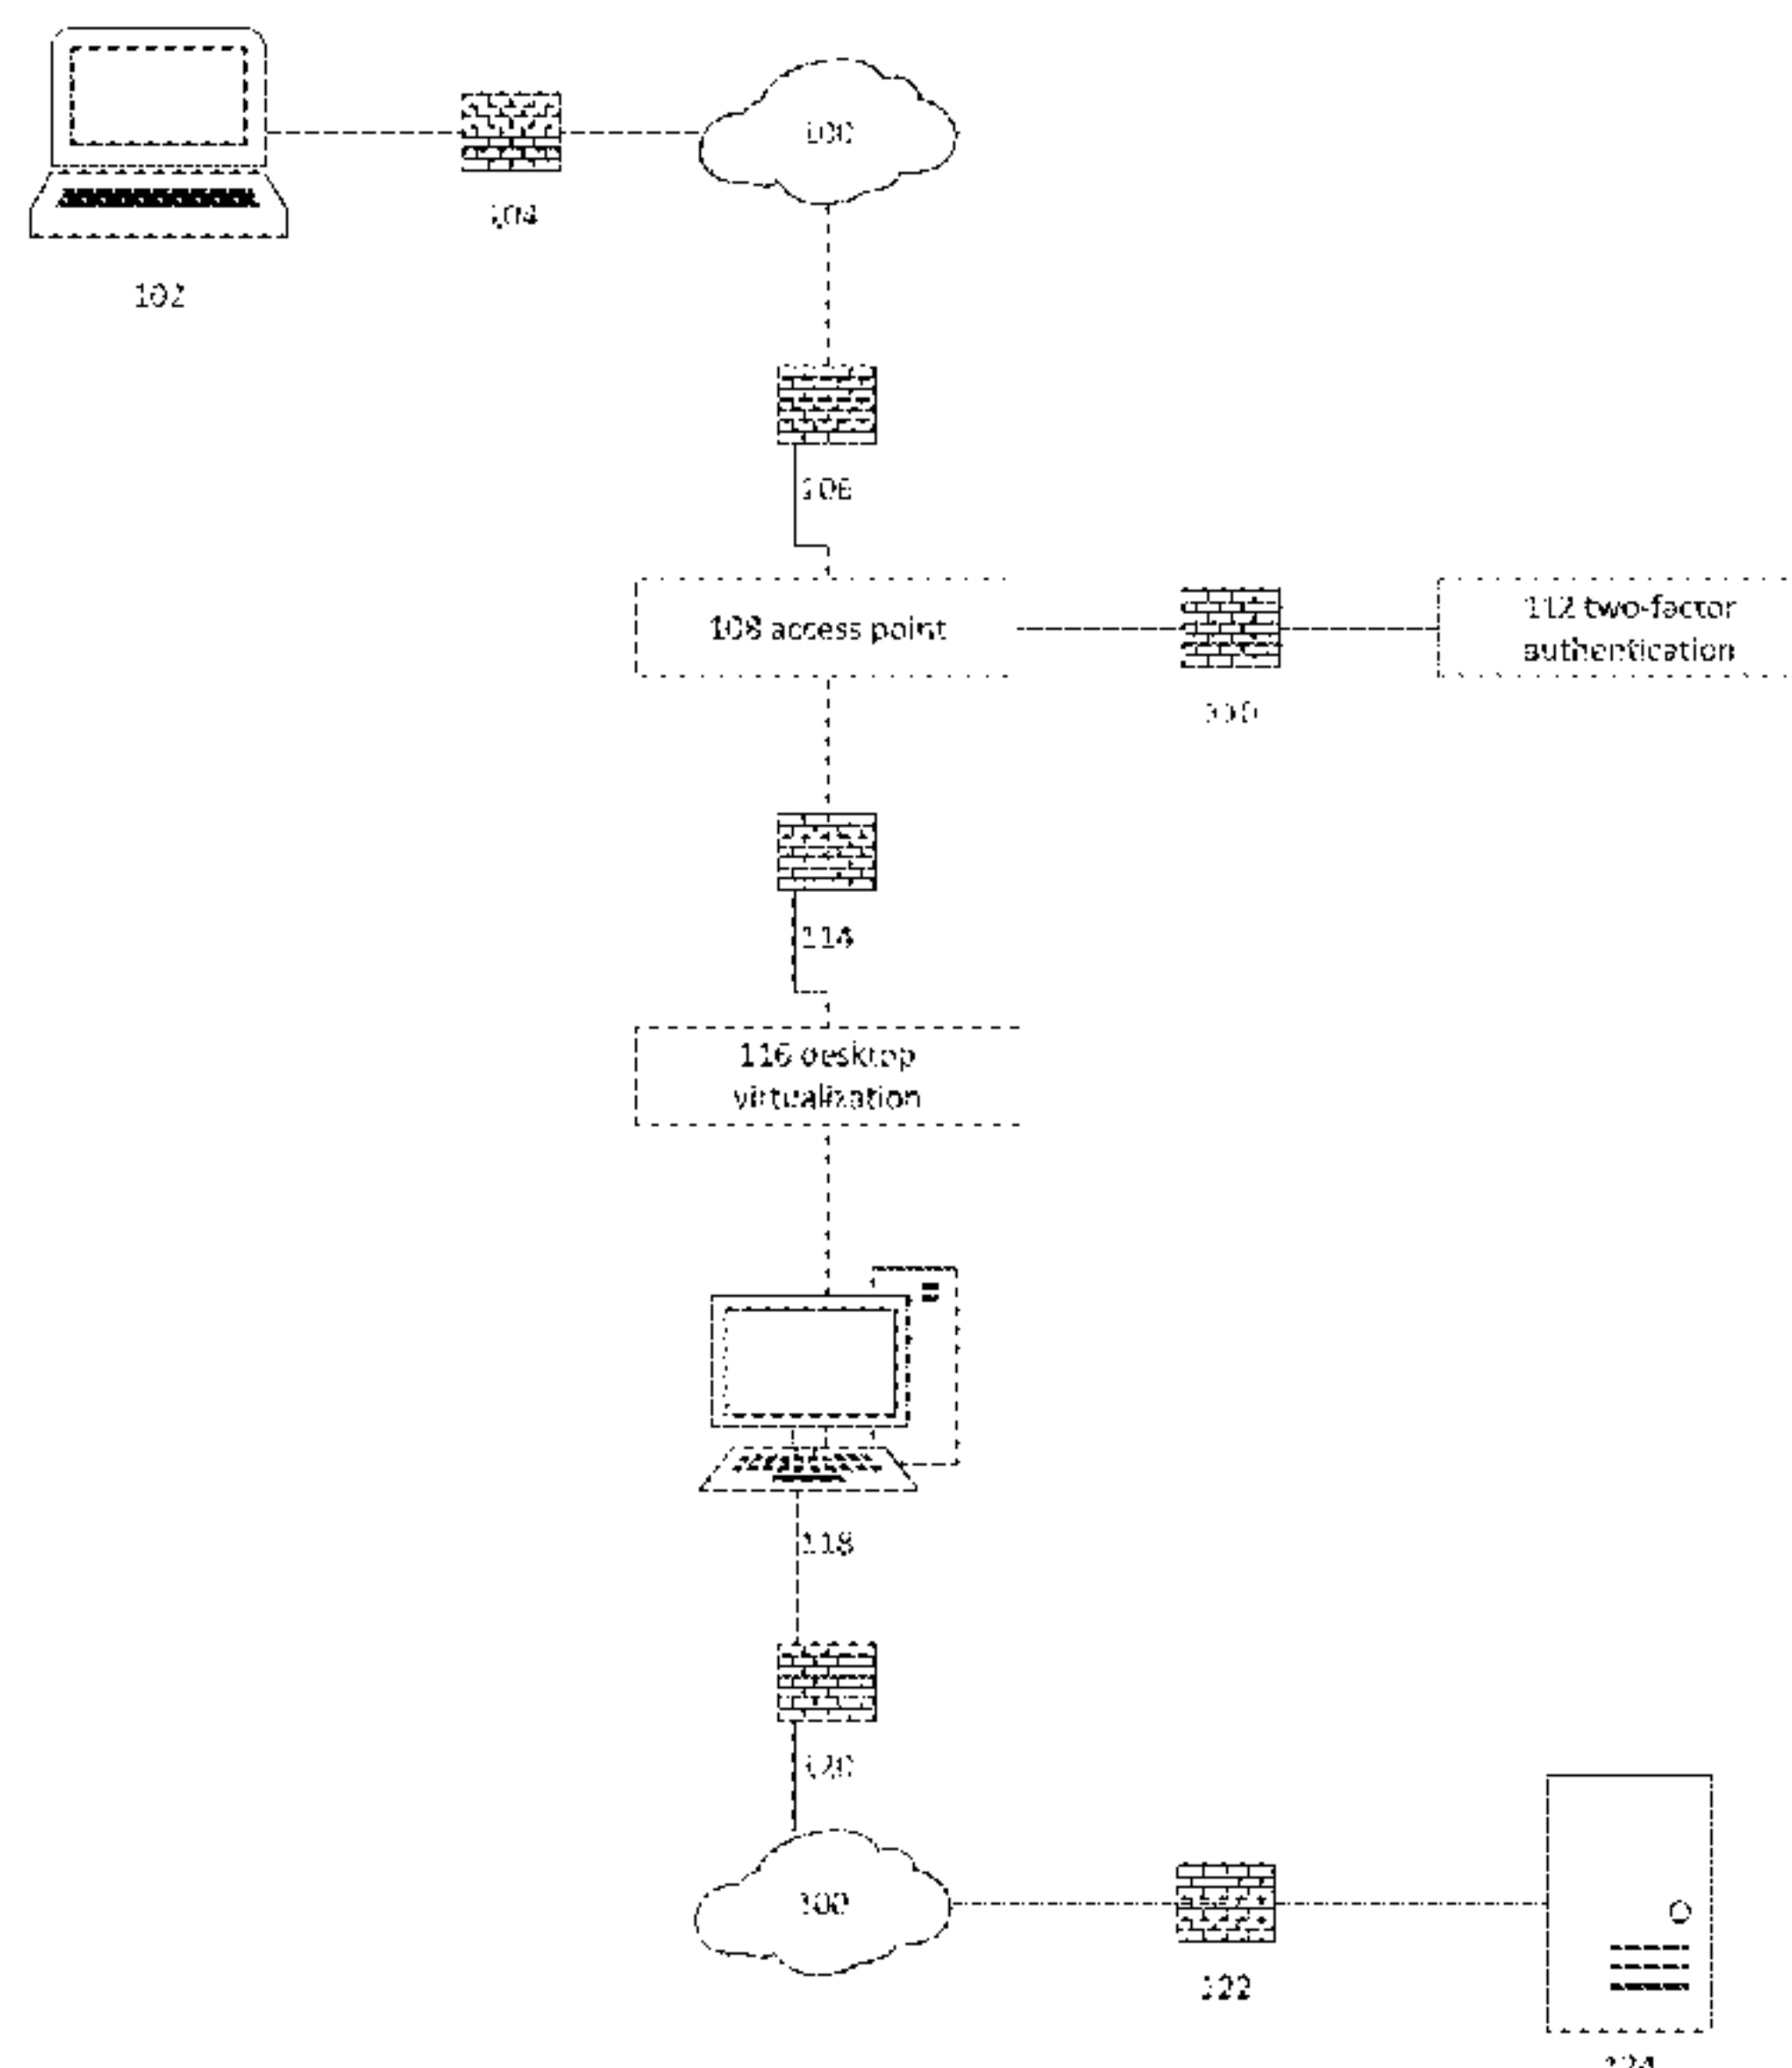 100
104
102
106
108 access point
112 two-factor
authentication
110
114
116 desktop
virtualization
118
120
100
122
124